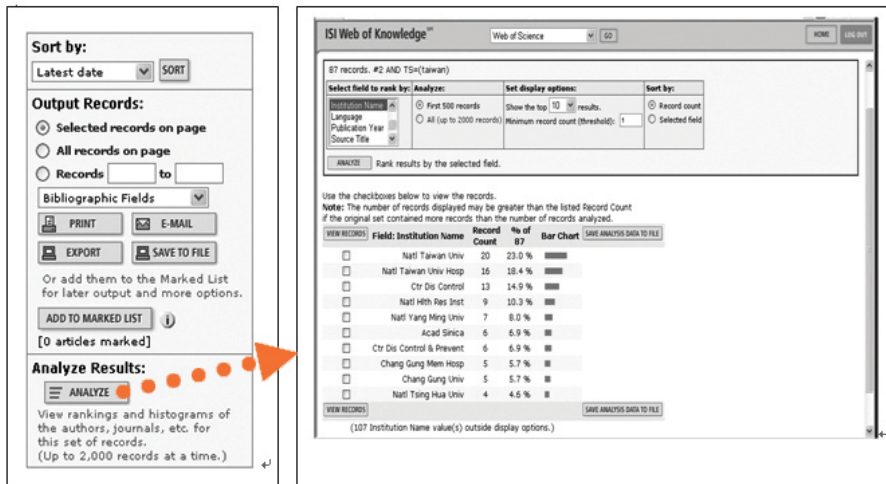 Sort by:
Latest date SORT
Output Records:
Selected records on page
All records on page
Records to
Bibliographic Fields
PRINT E-MAIL
EXPORT SAVE TO FILE
Or add them to the Marked List
for later output and more options.
ADD TO MARKED LIST i
[0 articles marked]
Analyze Results:
ANALYZE
View rankings and histograms of
the authors, journals, etc. for
this set of records.
(Up to 2,000 records at a time.)
ISI Web of Knowledge Web of Science GO HOME LOG OUT
87 records. #2 AND TS=(taiwan)
Select field to rank by: Analyze: Set display options: Sort by:
Institution Name First 500 records Show the top 10 results. Record count
Language All (up to 2000 records) Minimum record count (threshold): 1 Selected field
Publication Year
Source Title
ANALYZE Rank results by the selected field.
Use the checkboxes below to view the records.
Note: The number of records displayed may be greater than the listed Record Count
if the original set contained more records than the number of records analyzed.
VIEW RECORDS Field: Institution Name Record Count % of 87 Bar Chart SAVE ANALYSIS DATA TO FILE
Natl Taiwan Univ 20 23.0 %
Natl Taiwan Univ Hosp 16 18.4 %
Ctr Dis Control 13 14.9 %
Natl Hlth Res Inst 9 10.3 %
Natl Yang Ming Univ 7 8.0 %
Acad Sinica 6 6.9 %
Ctr Dis Control & Prevent 6 6.9 %
Chang Gung Mem Hosp 5 5.7 %
Chang Gung Univ 5 5.7 %
Natl Tsing Hua Univ 4 4.6 %
VIEW RECORDS SAVE ANALYSIS DATA TO FILE
(107 Institution Name value(s) outside display options.)